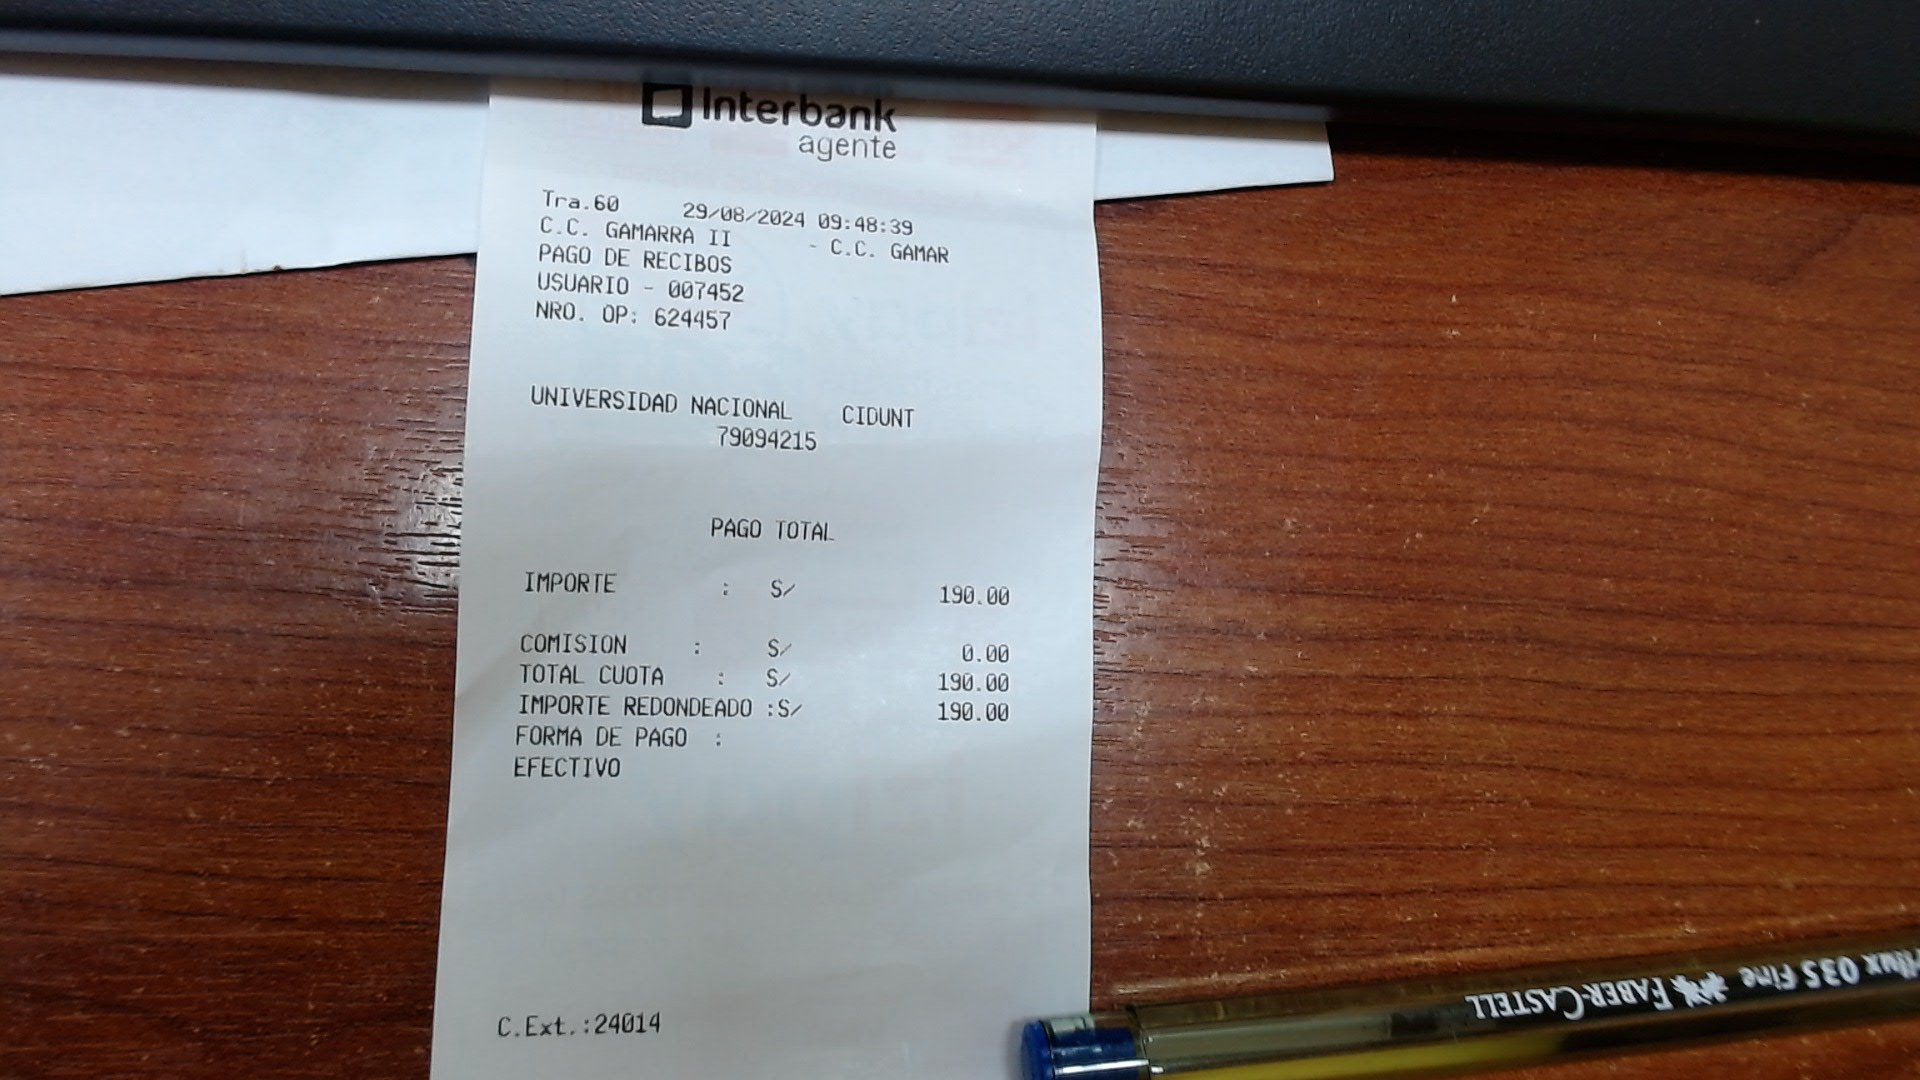 Interbank
agente
Tra.60 29/08/2024 09:48:39
C.C. GAMARRA II - C.C. GAMAR
PAGO DE RECIBOS
USUARIO - 007452
NRO. OP: 624457
UNIVERSIDAD NACIONAL CIDUNT
79094215
PAGO TOTAL
IMPORTE : S/ 190.00
COMISION : S/ 0.00
TOTAL CUOTA : S/ 190.00
IMPORTE REDONDEADO :S/ 190.00
FORMA DE PAGO :
EFECTIVO
C.Ext.:24014
FABER-CASTELL 035 Fine